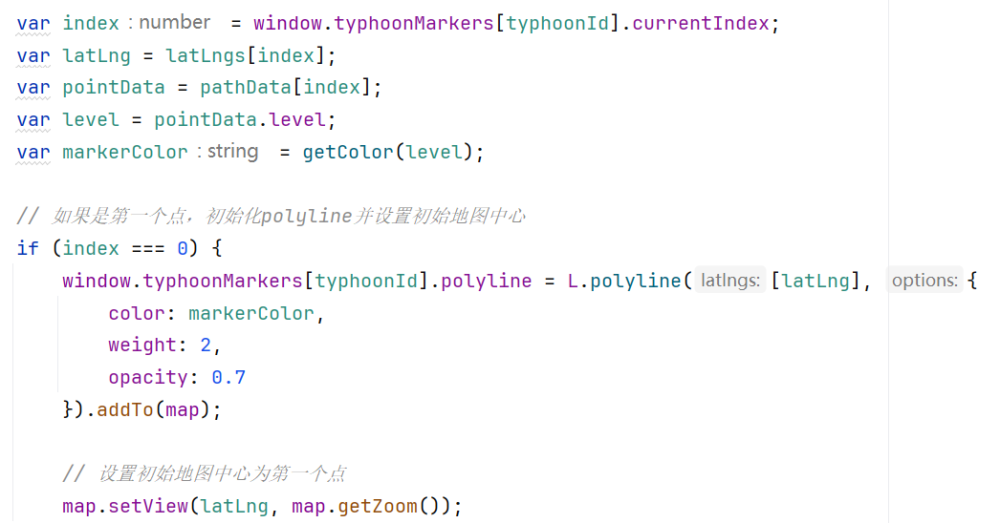 var index : number = window.typhoonMarkers[typhoonId].currentIndex;
var latLng = latLngs[index];
var pointData = pathData[index];
var level = pointData.level;
var markerColor : string = getColor(level);
// 如果是第一个点，初始化polyline并设置初始地图中心
if (index === 0) {
window.typhoonMarkers[typhoonId].polyline = L.polyline( latlngs: [latLng], options: {
color: markerColor,
weight: 2,
opacity: 0.7
}).addTo(map);
// 设置初始地图中心为第一个点
map.setView(latLng, map.getZoom());